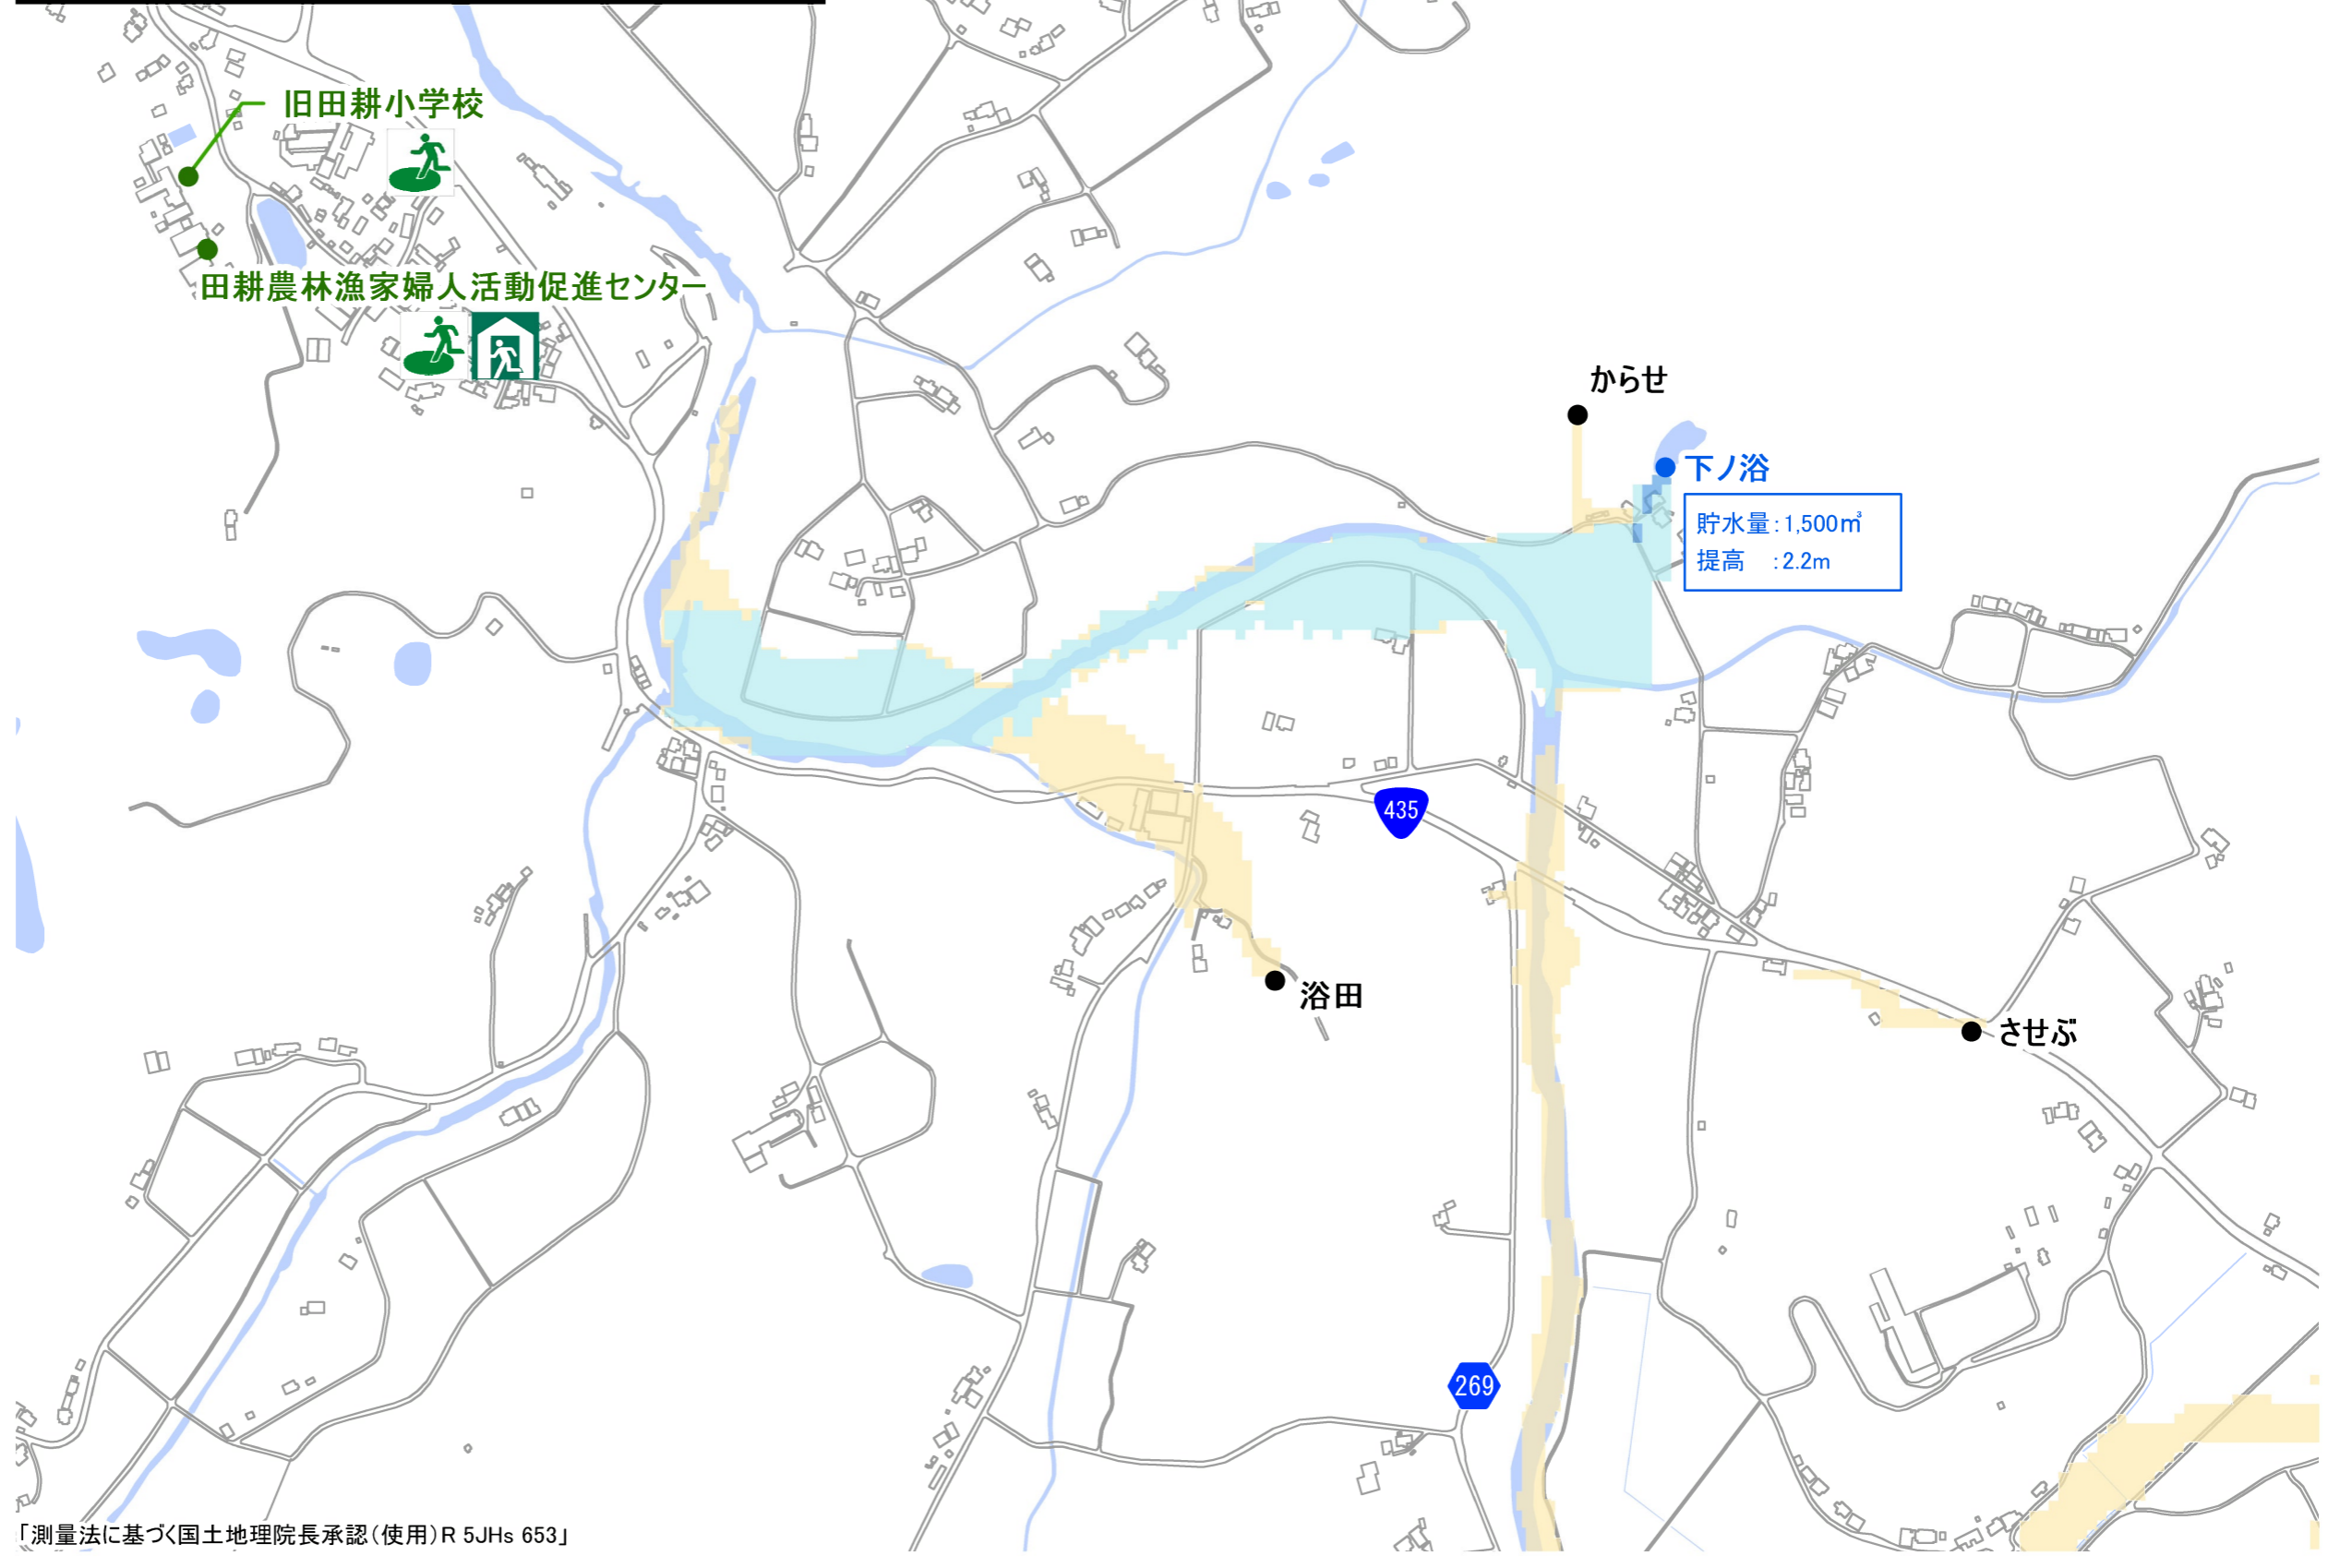 旧田耕小学校
田耕農林漁家婦人活動促進センター
からせ
下ノ浴
貯水量:1,500㎥
提高 :2.2m
435
浴田
させぶ
269
「測量法に基づく国土地理院長承認(使用)R 5JHs 653」